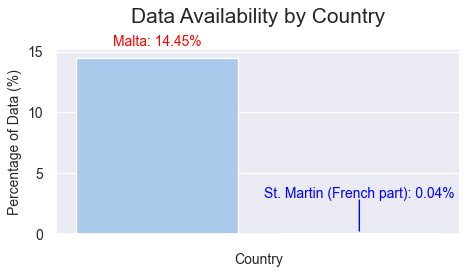 Data Availability by Country
Malta: 14.45%
15
10
5
0
Percentage of Data (%)
St. Martin (French part): 0.04%
Country